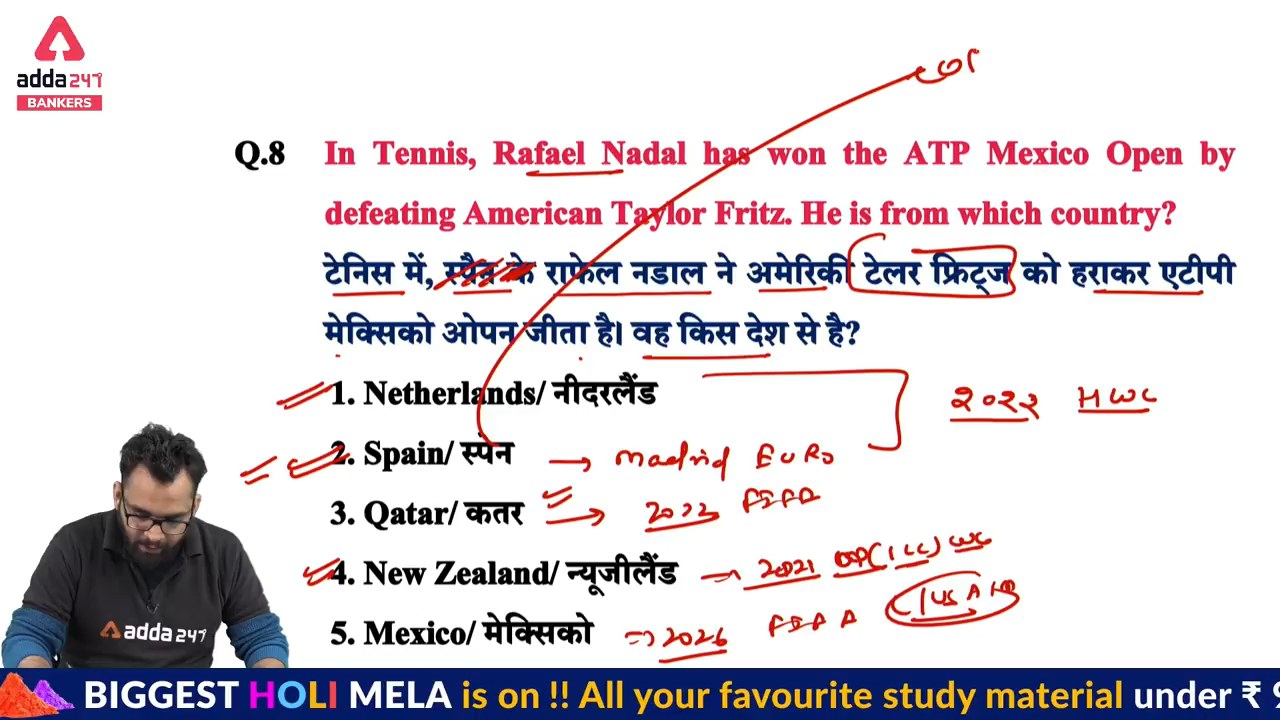 adda247
BANKERS
Q.8 In Tennis, Rafael Nadal has won the ATP Mexico Open by
defeating American Taylor Fritz. He is from which country?
टेनिस में, स्पैन के राफेल नडाल ने अमेरिकी टेलर फ्रिट्ज को हराकर एटीपी
मेक्सिको ओपन जीता है। वह किस देश से है?
1. Netherlands/ नीदरलैंड
2022 HWC
2. Spain/ स्पेन
Madrid EURO
3. Qatar/ कतर
2022 FIFA
4. New Zealand/ न्यूजीलैंड
2021 (ICC) WC
5. Mexico/ मेक्सिको
2026 FIFA
adda247
BIGGEST HOLI MELA is on !! All your favourite study material under ₹